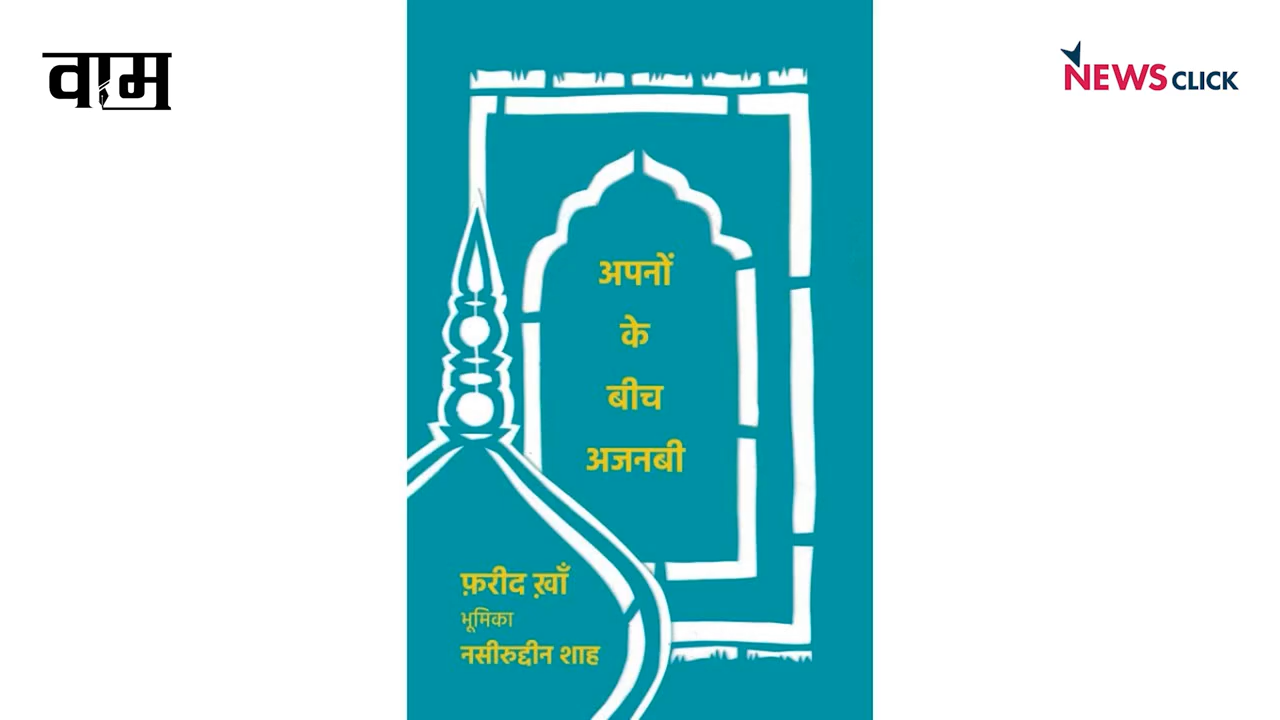 वाम
NEWSCLICK
अपनों
के
बीच
अजनबी
फ़रीद ख़ाँ
भूमिका
नसीरुद्दीन शाह